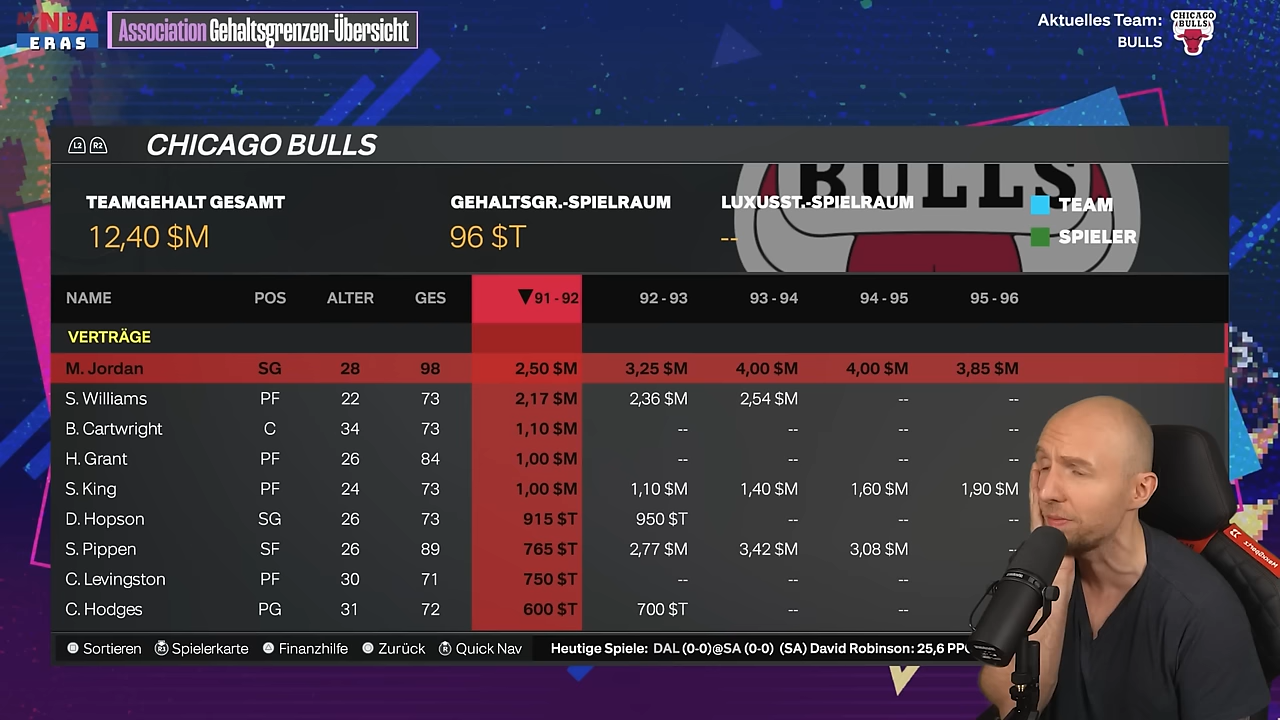 MyNBA
ERAS
Association Gehaltsgrenzen-Übersicht
Aktuelles Team:
BULLS
CHICAGO
BULLS
L2 R2 CHICAGO BULLS
BULLS
TEAMGEHALT GESAMT GEHALTSGR.-SPIELRAUM LUXUSST.-SPIELRAUM TEAM
12,40 $M 96 $T -- SPIELER
NAME POS ALTER GES ▼91 - 92 92 - 93 93 - 94 94 - 95 95 - 96
VERTRÄGE
M. Jordan SG 28 98 2,50 $M 3,25 $M 4,00 $M 4,00 $M 3,85 $M
S. Williams PF 22 73 2,17 $M 2,36 $M 2,54 $M -- --
B. Cartwright C 34 73 1,10 $M -- -- -- --
H. Grant PF 26 84 1,00 $M -- -- -- --
S. King PF 24 73 1,00 $M 1,10 $M 1,40 $M 1,60 $M 1,90 $M
D. Hopson SG 26 73 915 $T 950 $T -- -- --
S. Pippen SF 26 89 765 $T 2,77 $M 3,42 $M 3,08 $M --
C. Levingston PF 30 71 750 $T -- -- --
C. Hodges PG 31 72 600 $T 700 $T -- --
Sortieren R3 Spielerkarte Finanzhilfe Zurück R Quick Nav Heutige Spiele: DAL (0-0)@SA (0-0) (SA) David Robinson: 25,6 PP